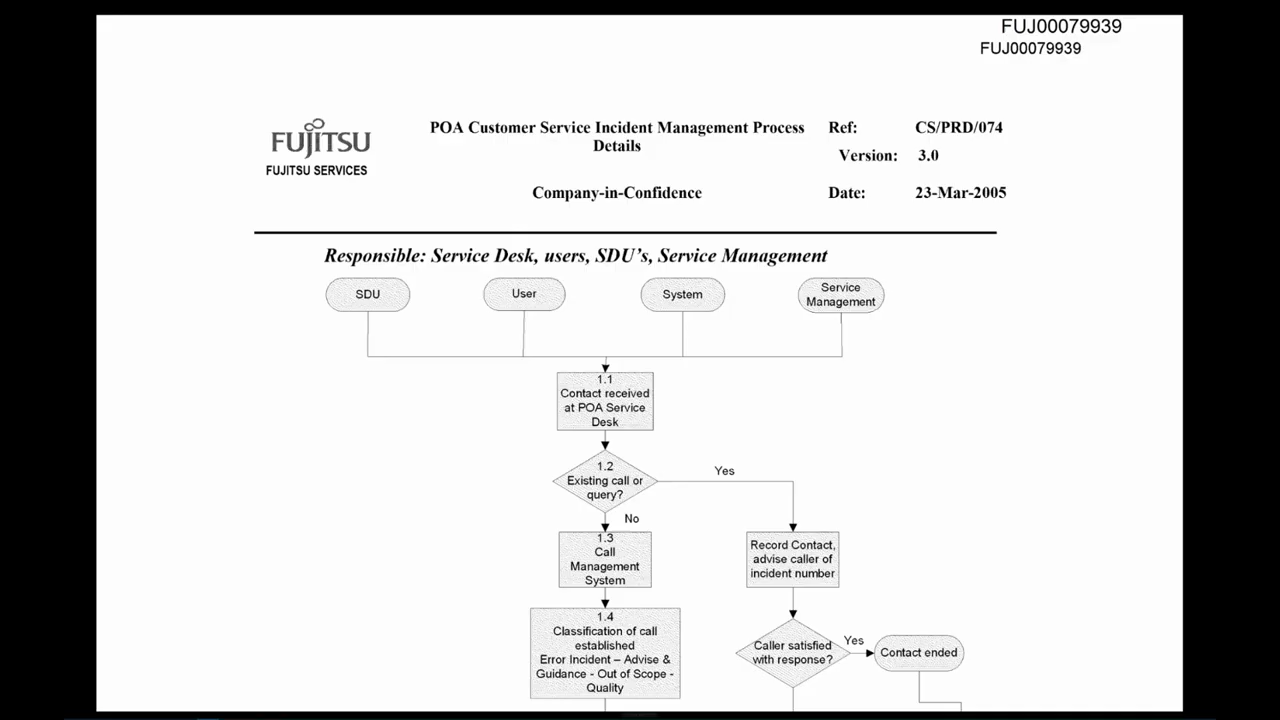 FUJ00079939
FUJ00079939
FUJITSU
FUJITSU SERVICES
POA Customer Service Incident Management Process
Details
Company-in-Confidence
Ref: CS/PRD/074
Version: 3.0
Date: 23-Mar-2005
Responsible: Service Desk, users, SDU's, Service Management
SDU
User
System
Service
Management
1.1
Contact received
at POA Service
Desk
1.2
Existing call or
query?
Yes
No
1.3
Call
Management
System
Record Contact,
advise caller of
incident number
1.4
Classification of call
established
Error Incident – Advise &
Guidance - Out of Scope -
Quality
Caller satisfied
with response?
Yes
Contact ended